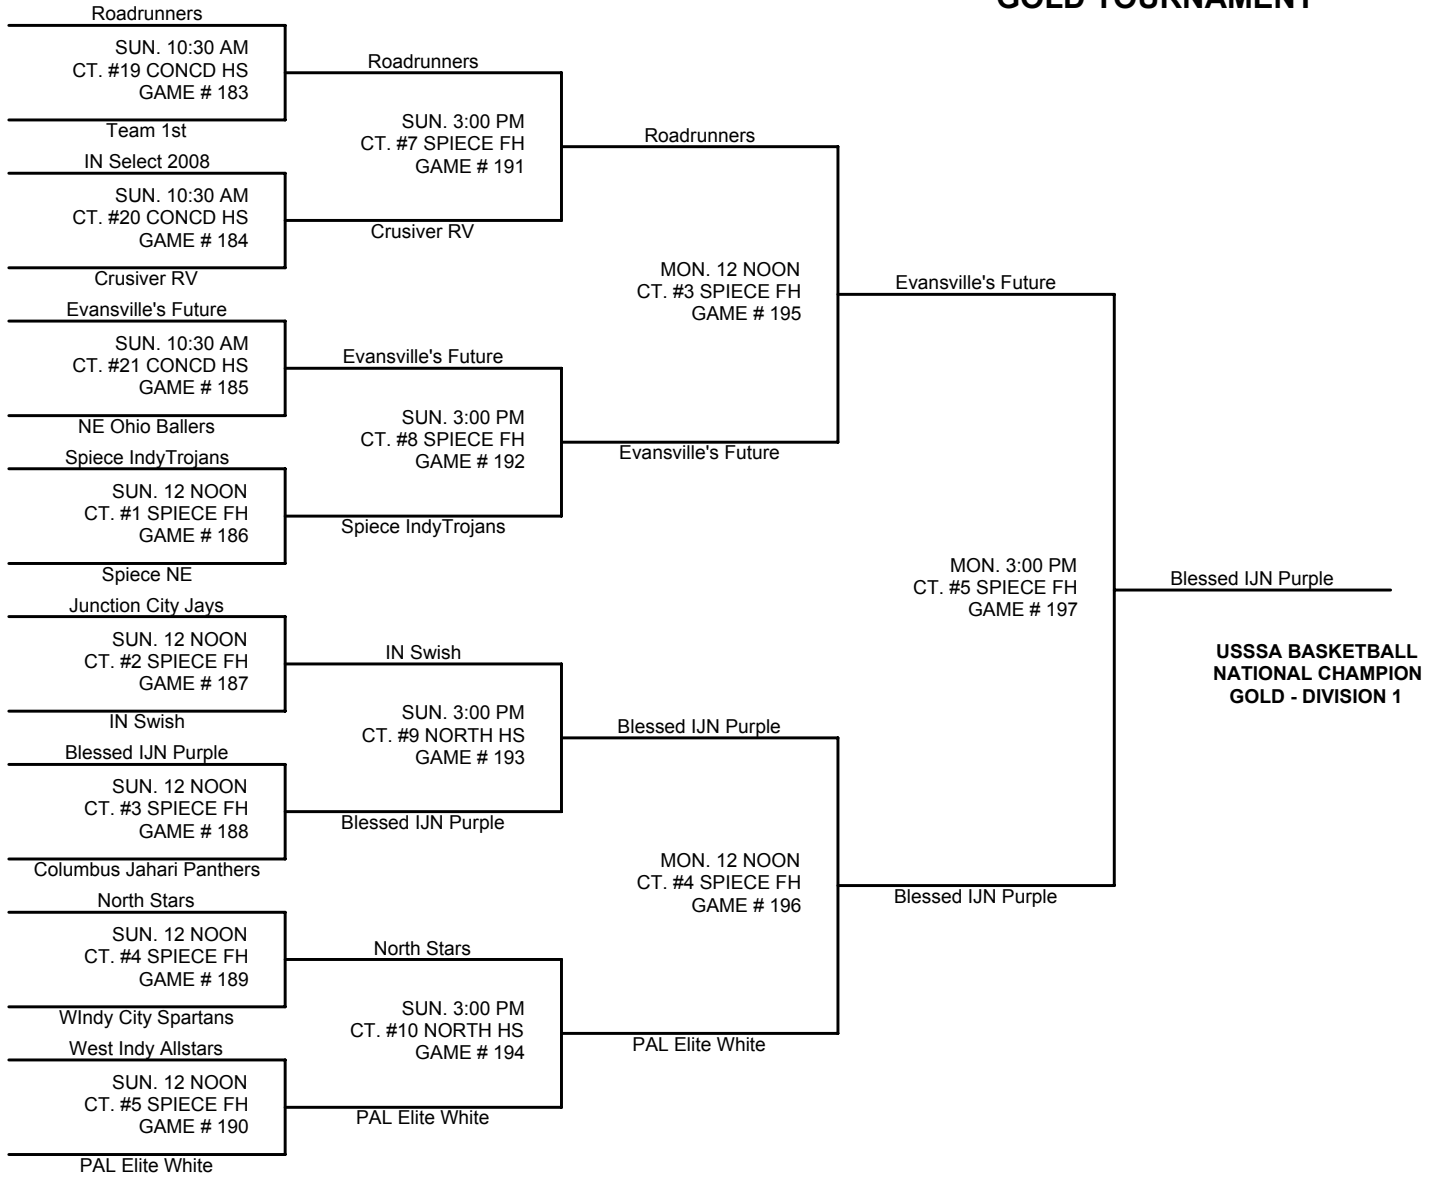 GOLD TOURNAMENT
Roadrunners
SUN. 10:30 AM
CT. #19 CONCD HS
GAME # 183
Team 1st
IN Select 2008
SUN. 10:30 AM
CT. #20 CONCD HS
GAME # 184
Crusiver RV
Evansville's Future
SUN. 10:30 AM
CT. #21 CONCD HS
GAME # 185
NE Ohio Ballers
Spiece IndyTrojans
SUN. 12 NOON
CT. #1 SPIECE FH
GAME # 186
Spiece NE
Junction City Jays
SUN. 12 NOON
CT. #2 SPIECE FH
GAME # 187
IN Swish
Blessed IJN Purple
SUN. 12 NOON
CT. #3 SPIECE FH
GAME # 188
Columbus Jahari Panthers
North Stars
SUN. 12 NOON
CT. #4 SPIECE FH
GAME # 189
WIndy City Spartans
West Indy Allstars
SUN. 12 NOON
CT. #5 SPIECE FH
GAME # 190
PAL Elite White
Roadrunners
SUN. 3:00 PM
CT. #7 SPIECE FH
GAME # 191
Crusiver RV
Evansville's Future
SUN. 3:00 PM
CT. #8 SPIECE FH
GAME # 192
Spiece IndyTrojans
IN Swish
SUN. 3:00 PM
CT. #9 NORTH HS
GAME # 193
Blessed IJN Purple
North Stars
SUN. 3:00 PM
CT. #10 NORTH HS
GAME # 194
PAL Elite White
Roadrunners
MON. 12 NOON
CT. #3 SPIECE FH
GAME # 195
Evansville's Future
Blessed IJN Purple
MON. 12 NOON
CT. #4 SPIECE FH
GAME # 196
PAL Elite White
Evansville's Future
MON. 3:00 PM
CT. #5 SPIECE FH
GAME # 197
Blessed IJN Purple
Blessed IJN Purple
USSSA BASKETBALL
NATIONAL CHAMPION
GOLD - DIVISION 1